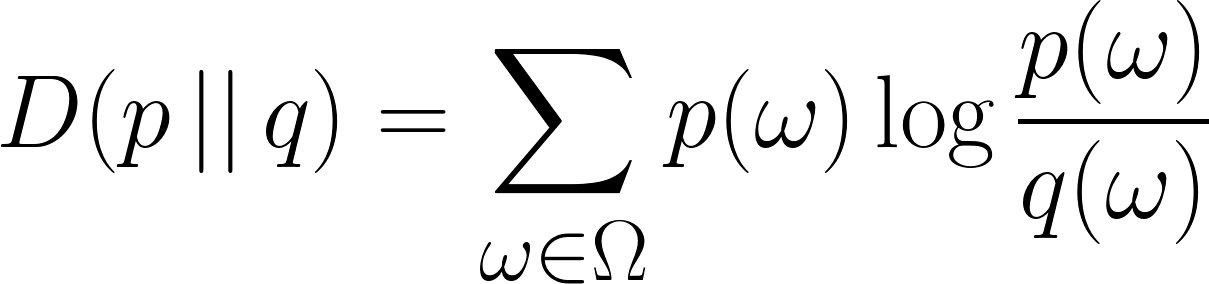 D(p || q) = ∑_{ω∈Ω} p(ω) log p(ω)/q(ω)